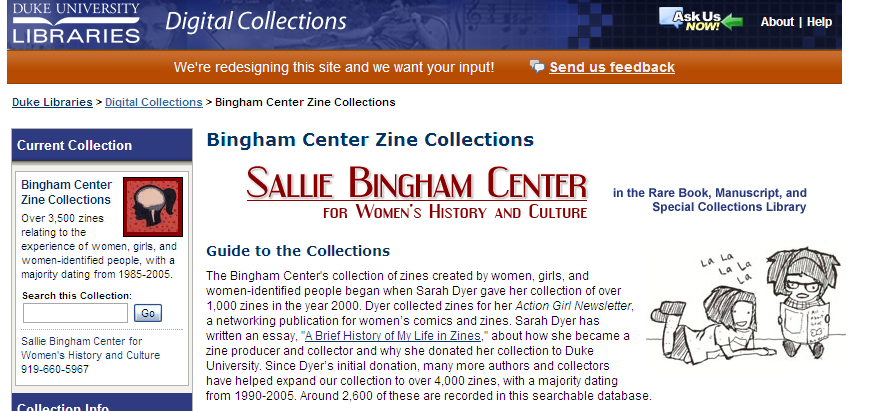 DUKE UNIVERSITY
LIBRARIES
Digital Collections
Ask Us
NOW!
About | Help
We're redesigning this site and we want your input!
Send us feedback
Duke Libraries > Digital Collections > Bingham Center Zine Collections
Current Collection
Bingham Center
Zine Collections
Over 3,500 zines
relating to the
experience of women, girls, and
women-identified people, with a
majority dating from 1985-2005.
Search this Collection:
Go
Sallie Bingham Center for
Women's History and Culture
919-660-5967
Collection Info
Bingham Center Zine Collections
SALLIE BINGHAM CENTER
FOR WOMEN'S HISTORY AND CULTURE
in the Rare Book, Manuscript, and
Special Collections Library
Guide to the Collections
The Bingham Center's collection of zines created by women, girls, and
women-identified people began when Sarah Dyer gave her collection of over
1,000 zines in the year 2000. Dyer collected zines for her Action Girl Newsletter,
a networking publication for women's comics and zines. Sarah Dyer has
written an essay, "A Brief History of My Life in Zines," about how she became a
zine producer and collector and why she donated her collection to Duke
University. Since Dyer's initial donation, many more authors and collectors
have helped expand our collection to over 4,000 zines, with a majority dating
from 1990-2005. Around 2,600 of these are recorded in this searchable database.
LA LA
LA LA
LA